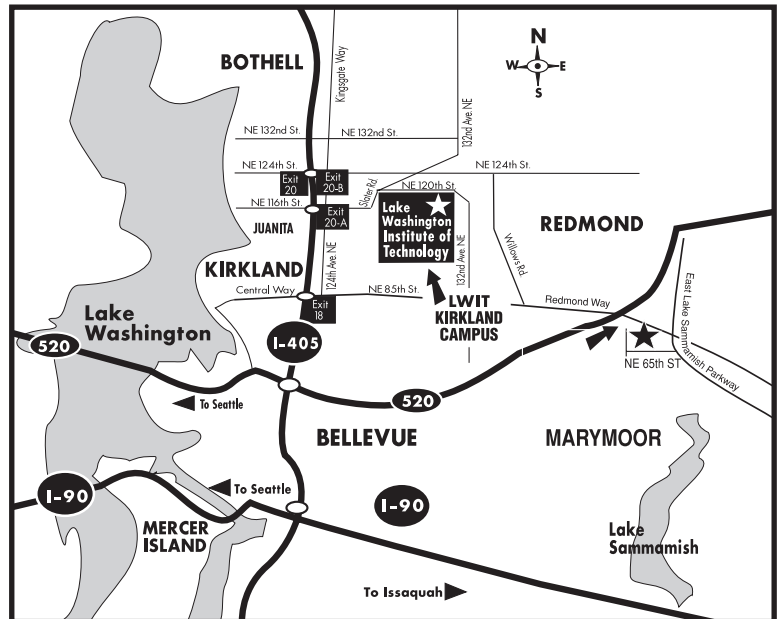 BOTHELL
Kingsgate Way
N
W
E
S
132nd Ave. NE
NE 132nd St.
NE 132nd St.
NE 124th St.
NE 124th St.
Exit
20
Exit
20-B
Slater Rd.
NE 120th St.
NE 116th St.
Exit
20-A
JUANITA
Lake
Washington
Institute of
Technology
REDMOND
KIRKLAND
124th Ave. NE
132nd Ave. NE
Willows Rd.
Central Way
NE 85th St.
Exit
18
LWIT
KIRKLAND
CAMPUS
Redmond Way
East Lake Sammamish Parkway
NE 65th ST
Lake
Washington
520
I-405
To Seattle
520
BELLEVUE
MARYMOOR
I-90
To Seattle
I-90
MERCER
ISLAND
Lake
Sammamish
To Issaquah